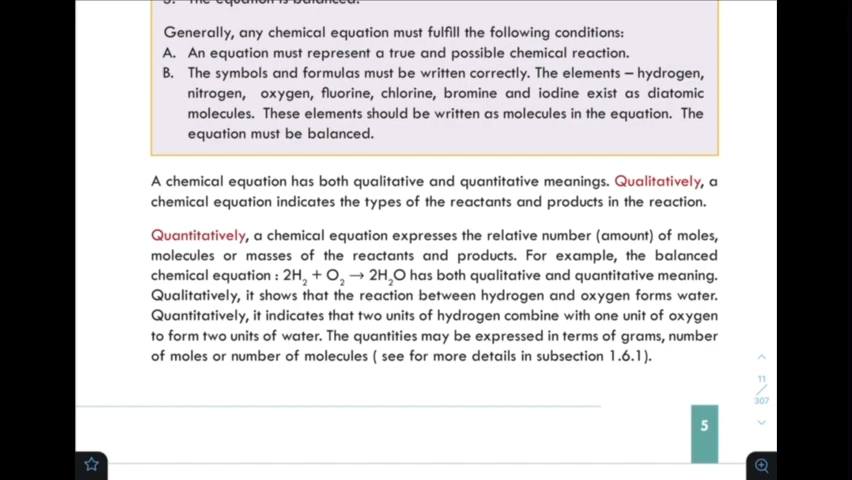 3. The equation is balanced.
Generally, any chemical equation must fulfill the following conditions:
A. An equation must represent a true and possible chemical reaction.
B. The symbols and formulas must be written correctly. The elements – hydrogen,
nitrogen, oxygen, fluorine, chlorine, bromine and iodine exist as diatomic
molecules. These elements should be written as molecules in the equation. The
equation must be balanced.
A chemical equation has both qualitative and quantitative meanings. Qualitatively, a
chemical equation indicates the types of the reactants and products in the reaction.
Quantitatively, a chemical equation expresses the relative number (amount) of moles,
molecules or masses of the reactants and products. For example, the balanced
chemical equation : 2H₂ + O₂ → 2H₂O has both qualitative and quantitative meaning.
Qualitatively, it shows that the reaction between hydrogen and oxygen forms water.
Quantitatively, it indicates that two units of hydrogen combine with one unit of oxygen
to form two units of water. The quantities may be expressed in terms of grams, number
of moles or number of molecules ( see for more details in subsection 1.6.1).
11
/
307
5